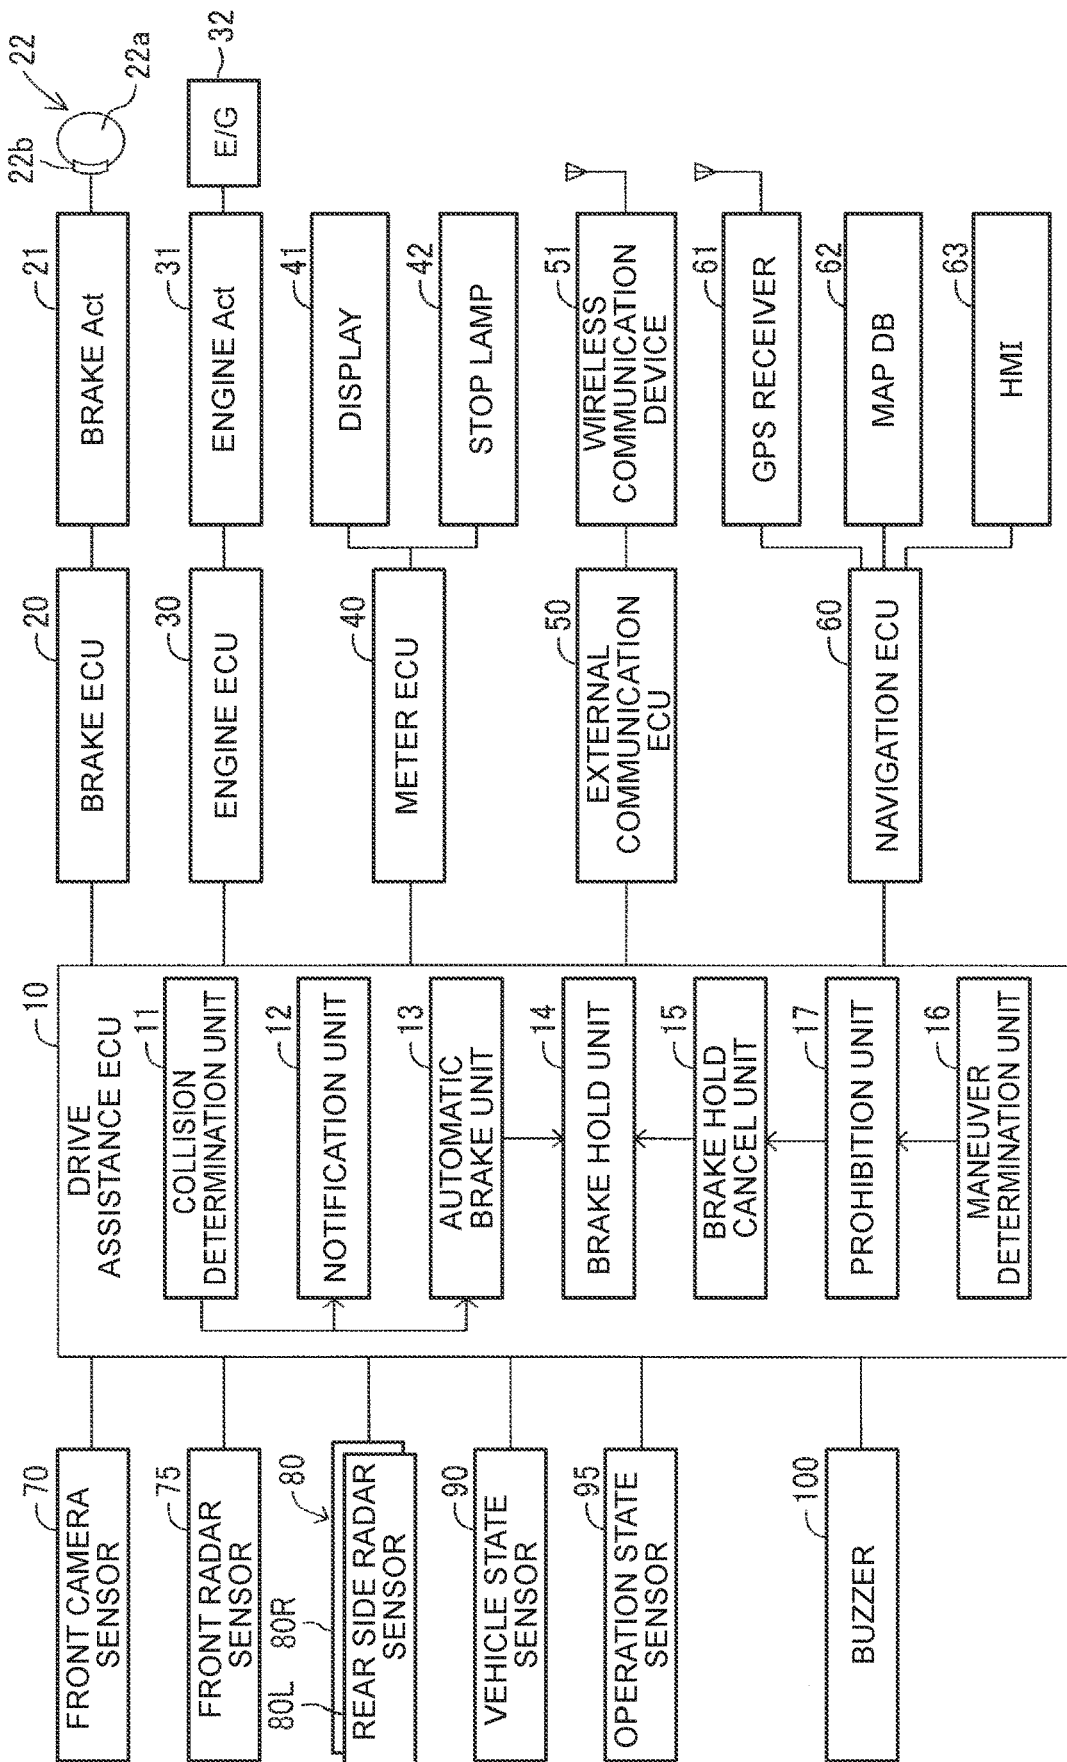 70
FRONT CAMERA
SENSOR
75
FRONT RADAR
SENSOR
80
80R
80L
REAR SIDE RADAR
SENSOR
90
VEHICLE STATE
SENSOR
95
OPERATION STATE
SENSOR
100
BUZZER
10
DRIVE
ASSISTANCE ECU
11
COLLISION
DETERMINATION UNIT
12
NOTIFICATION UNIT
13
AUTOMATIC
BRAKE UNIT
14
BRAKE HOLD UNIT
15
BRAKE HOLD
CANCEL UNIT
17
PROHIBITION UNIT
16
MANEUVER
DETERMINATION UNIT
20
BRAKE ECU
30
ENGINE ECU
40
METER ECU
50
EXTERNAL
COMMUNICATION
ECU
60
NAVIGATION ECU
21
BRAKE Act
31
ENGINE Act
41
DISPLAY
42
STOP LAMP
51
WIRELESS
COMMUNICATION
DEVICE
61
GPS RECEIVER
62
MAP DB
63
HMI
22
22b
22a
32
E/G